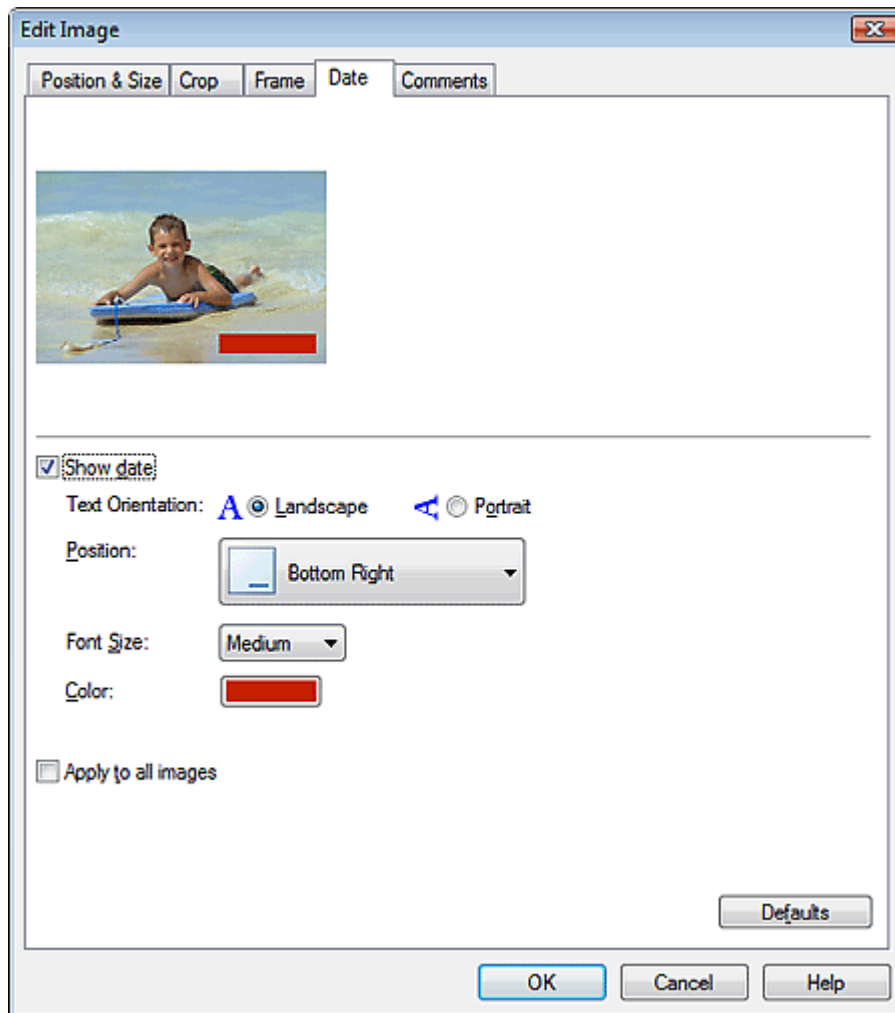 Edit Image
Position & Size Crop Frame Date Comments
Show date
Text Orientation: A Landscape A Portrait
Position: Bottom Right
Font Size: Medium
Color:
Apply to all images
Defaults
OK Cancel Help